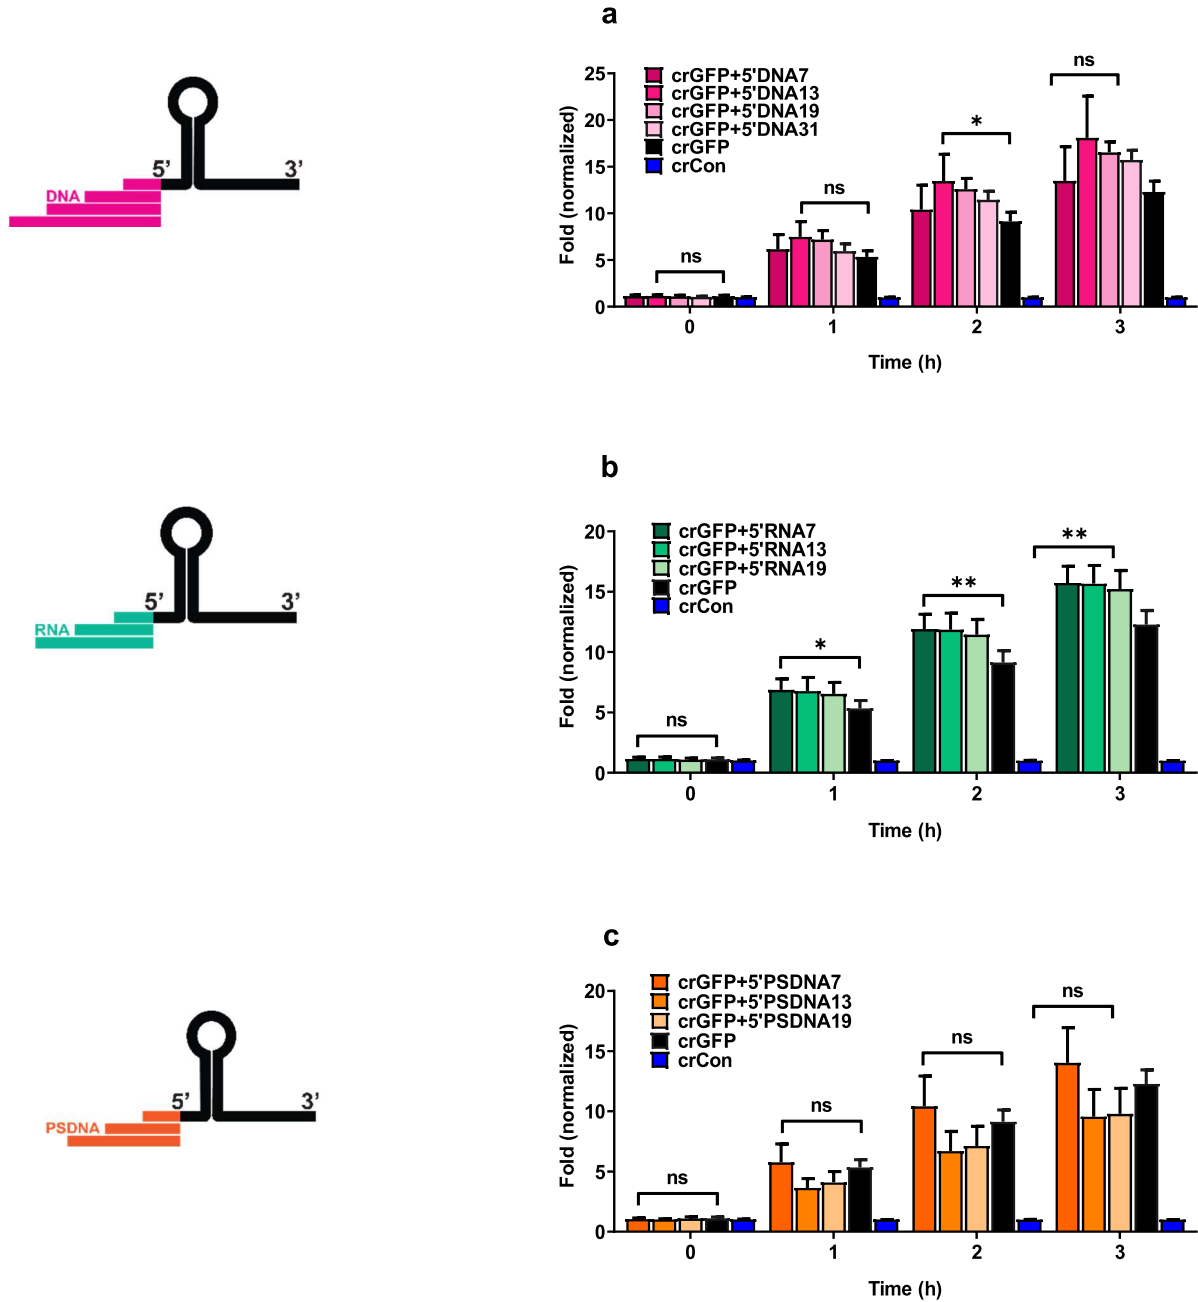 a
5’ 3’
DNA
Fold (normalized)
25
20
15
10
5
0
crGFP+5'DNA7
crGFP+5'DNA13
crGFP+5'DNA19
crGFP+5'DNA31
crGFP
crCon
ns
ns
*
ns
0 1 2 3
Time (h)
b
5’ 3’
RNA
Fold (normalized)
20
15
10
5
0
crGFP+5'RNA7
crGFP+5'RNA13
crGFP+5'RNA19
crGFP
crCon
ns
*
**
**
0 1 2 3
Time (h)
c
5’ 3’
PSDNA
Fold (normalized)
20
15
10
5
0
crGFP+5'PSDNA7
crGFP+5'PSDNA13
crGFP+5'PSDNA19
crGFP
crCon
ns
ns
ns
ns
0 1 2 3
Time (h)